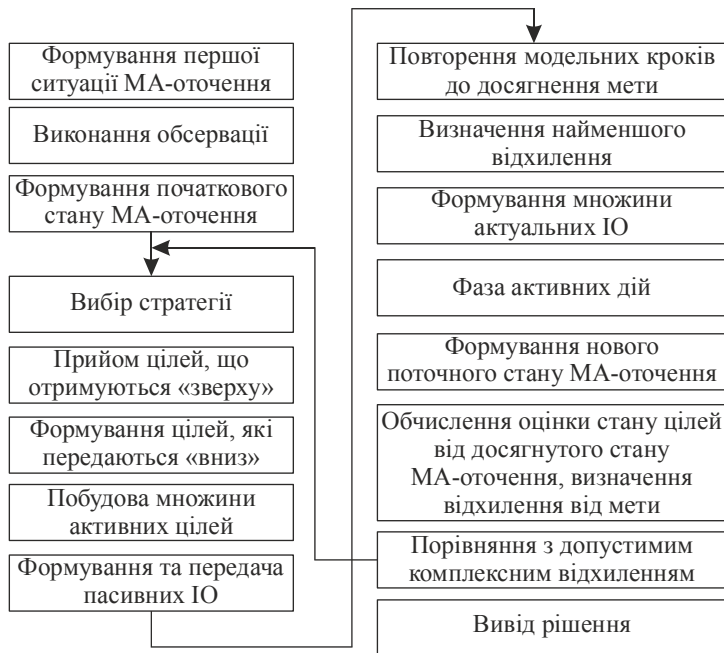 Формування першої
ситуації МА-оточення
Виконання обсервації
Формування початкового
стану МА-оточення
Вибір стратегії
Прийом цілей, що
отримуються «зверху»
Формування цілей, які
передаються «вниз»
Побудова множини
активних цілей
Формування та передача
пасивних ІО
Повторення модельних кроків
до досягнення мети
Визначення найменшого
відхилення
Формування множини
актуальних ІО
Фаза активних дій
Формування нового
поточного стану МА-оточення
Обчислення оцінки стану цілей
від досягнутого стану
МА-оточення, визначення
відхилення від мети
Порівняння з допустимим
комплексним відхиленням
Вивід рішення